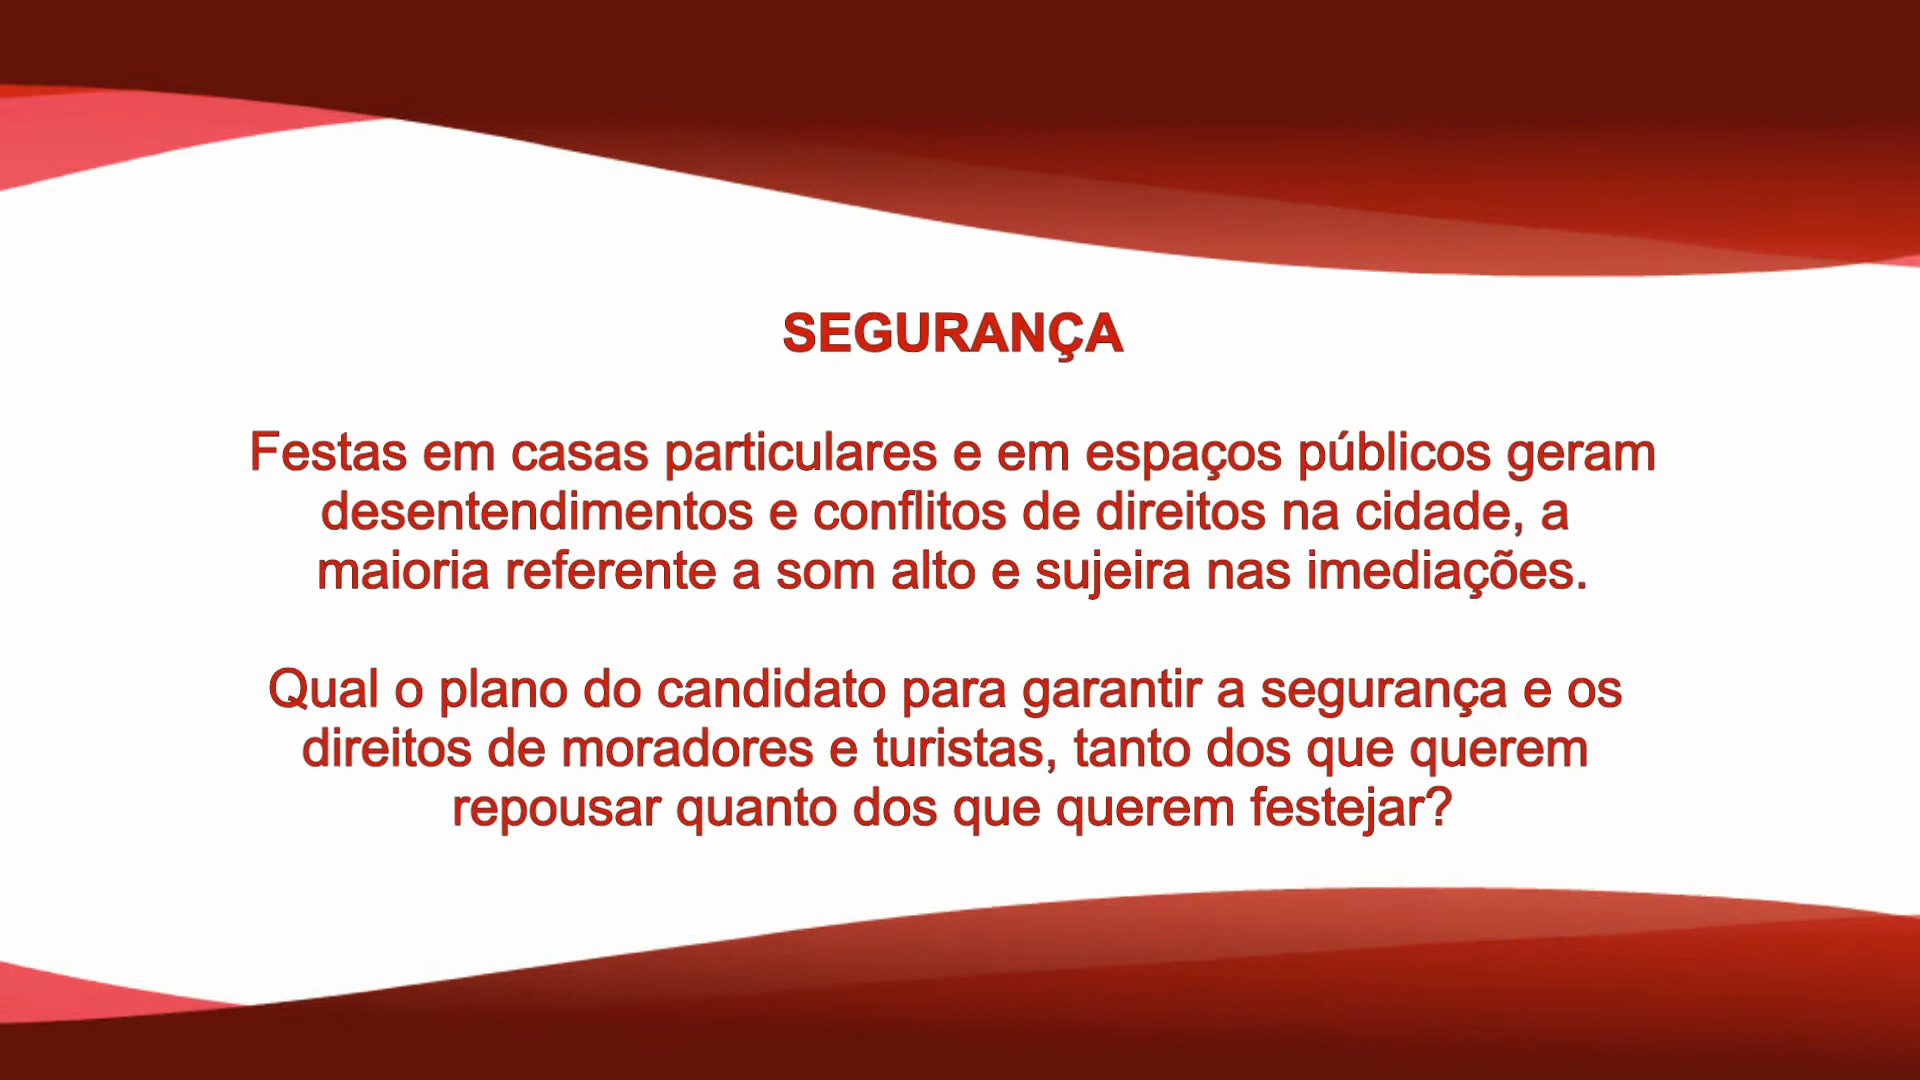 SEGURANÇA
Festas em casas particulares e em espaços públicos geram
desentendimentos e conflitos de direitos na cidade, a
maioria referente a som alto e sujeira nas imediações.
Qual o plano do candidato para garantir a segurança e os
direitos de moradores e turistas, tanto dos que querem
repousar quanto dos que querem festejar?